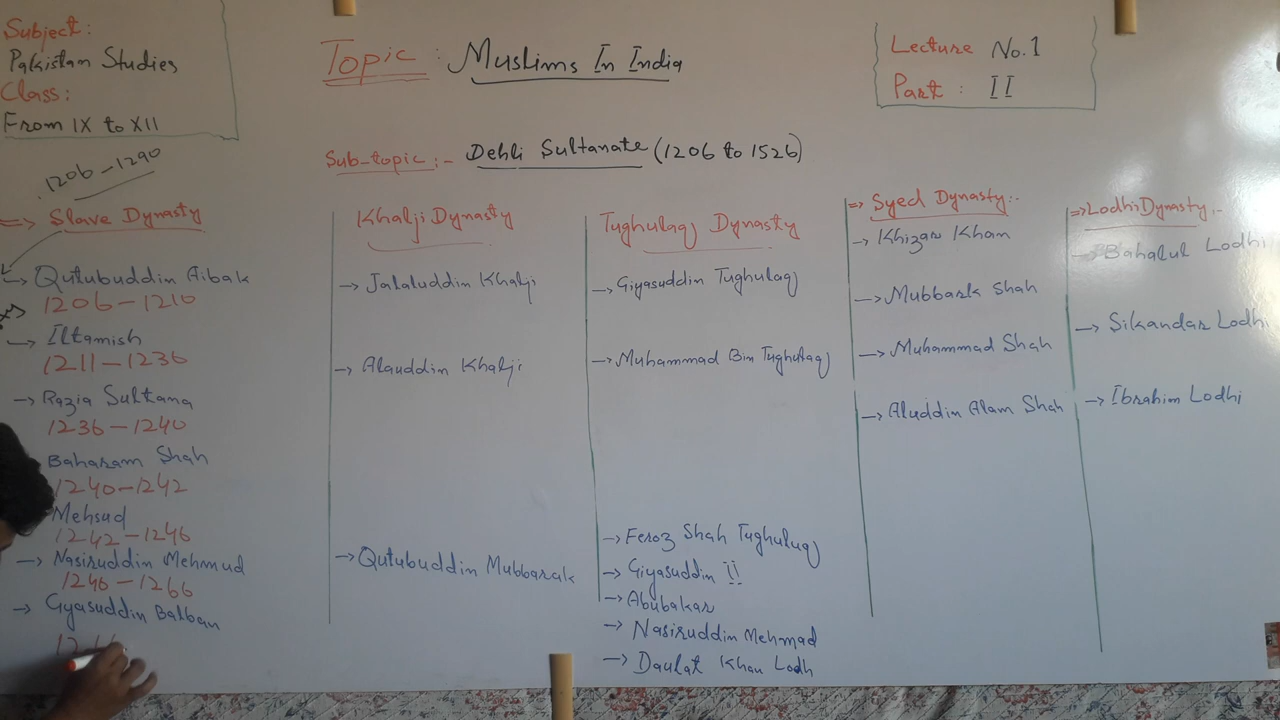 Subject:
Pakistan Studies
Class:
From IX to XII
Topic: Muslims In India
Lecture No.1
Part: II
Sub-topic:- Dehli Sultanate (1206 to 1526)
1206-1290
=> Slave Dynasty
→ Qutubuddin Aibak
1206-1210
→ Iltamish
1211-1236
→ Razia Sultana
1236-1240
Baharam Shah
1240-1242
Mehsud
1242-1246
→ Nasiruddin Mehmud
1246-1266
→ Gyasuddin Balban
Khalji Dynasty
→ Jalaluddin Khalji
→ Alauddin Khalji
→ Qutubuddin Mubbarak
Tughulaq Dynasty
→ Giyasuddin Tughulaq
→ Muhammad Bin Tughulaq
→ Feroz Shah Tughuluq
→ Giyasuddin II
→ Abubakar
→ Nasiruddin Mehmad
→ Daulat Khan Lodh
=> Syed Dynasty:-
→ Khizar Khan
→ Mubbark Shah
→ Muhammad Shah
→ Aluddin Alam Shah
=> Lodhi Dynasty:-
→ Bahalul Lodhi
→ Sikandar Lodhi
→ Ibrahim Lodhi